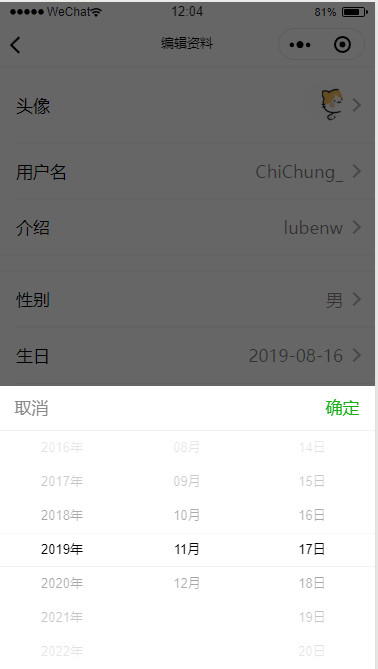 WeChat 12:04 81%
编辑资料
头像
用户名 ChiChung_
介绍 lubenw
性别 男
生日 2019-08-16
取消 确定
2016年 08月 14日
2017年 09月 15日
2018年 10月 16日
2019年 11月 17日
2020年 12月 18日
2021年 19日
2022年 20日